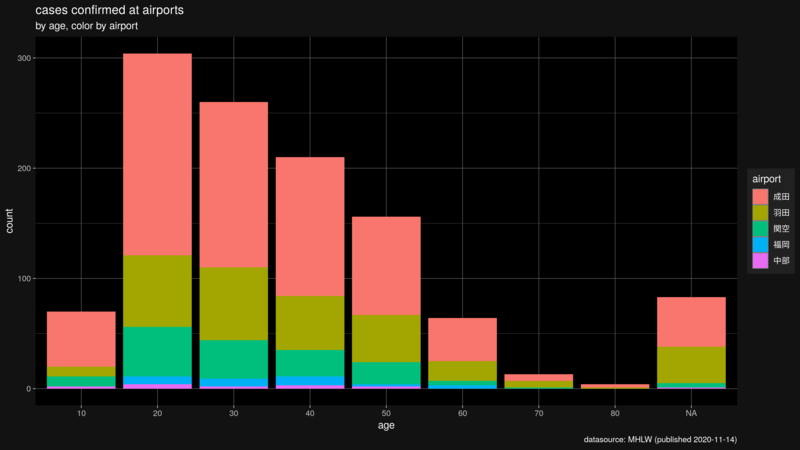 cases confirmed at airports
by age, color by airport
count
300
200
100
0
10 20 30 40 50 60 70 80 NA
age
airport
成田
羽田
関空
福岡
中部
datasource: MHLW (published 2020-11-14)